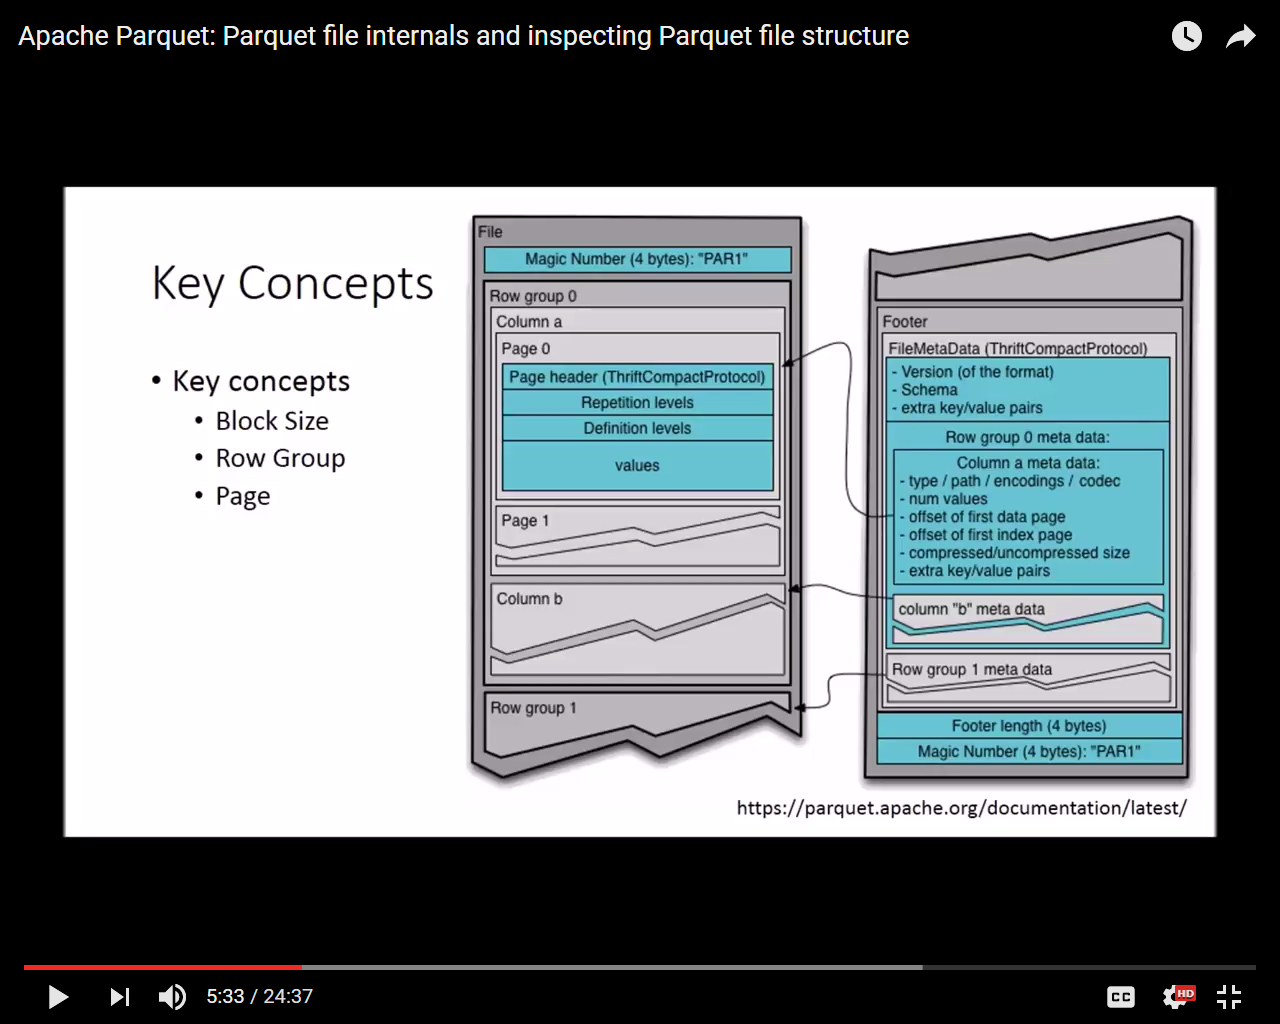 Apache Parquet: Parquet file internals and inspecting Parquet file structure
Key Concepts
• Key concepts
• Block Size
• Row Group
• Page
File
Magic Number (4 bytes): "PAR1"
Row group 0
Column a
Page 0
Page header (ThriftCompactProtocol)
Repetition levels
Definition levels
values
Page 1
Column b
Row group 1
Footer
FileMetaData (ThriftCompactProtocol)
- Version (of the format)
- Schema
- extra key/value pairs
Row group 0 meta data:
Column a meta data:
- type / path / encodings / codec
- num values
- offset of first data page
- offset of first index page
- compressed/uncompressed size
- extra key/value pairs
column "b" meta data
Row group 1 meta data
Footer length (4 bytes)
Magic Number (4 bytes): "PAR1"
https://parquet.apache.org/documentation/latest/
5:33 / 24:37
CC
HD